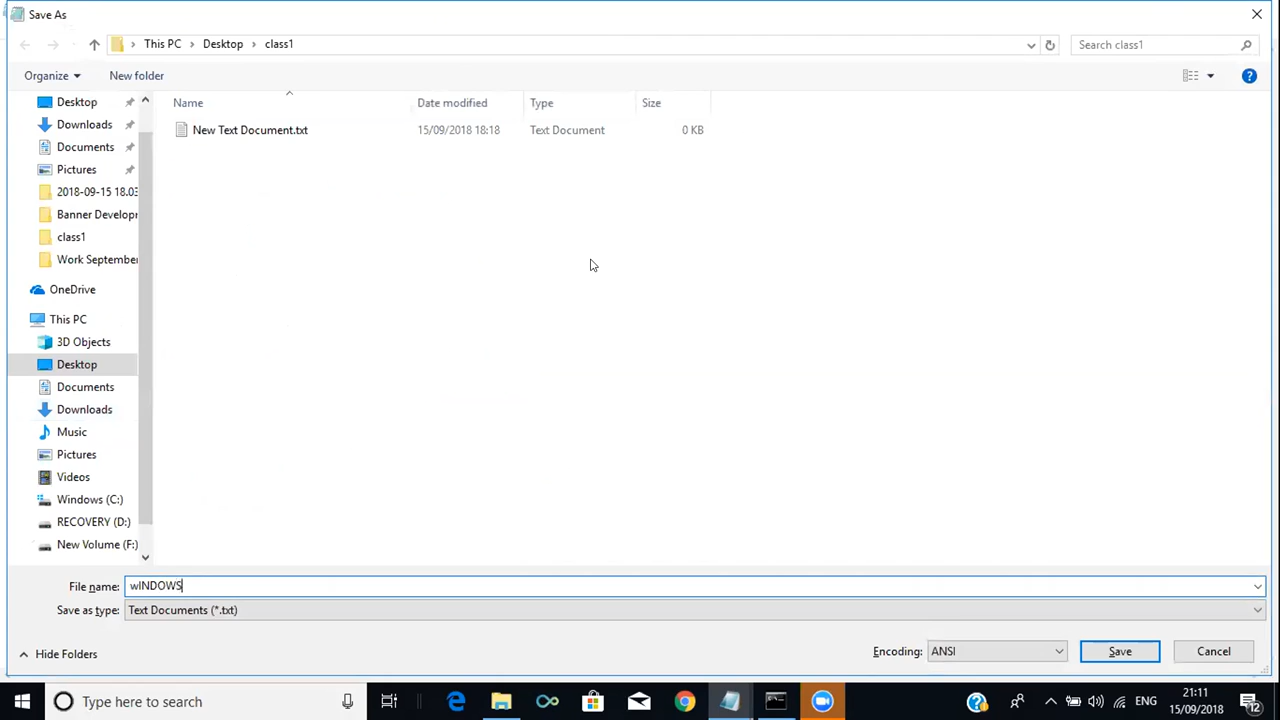 Save As
This PC > Desktop > class1
Search class1
Organize
New folder
Name
Date modified
Type
Size
New Text Document.txt
15/09/2018 18:18
Text Document
0 KB
Desktop
Downloads
Documents
Pictures
2018-09-15 18.03
Banner Develop
class1
Work September
OneDrive
This PC
3D Objects
Desktop
Documents
Downloads
Music
Pictures
Videos
Windows (C:)
RECOVERY (D:)
New Volume (F:)
File name:
wINDOWS
Save as type:
Text Documents (*.txt)
Hide Folders
Encoding:
ANSI
Save
Cancel
Type here to search
ENG
21:11
15/09/2018
12